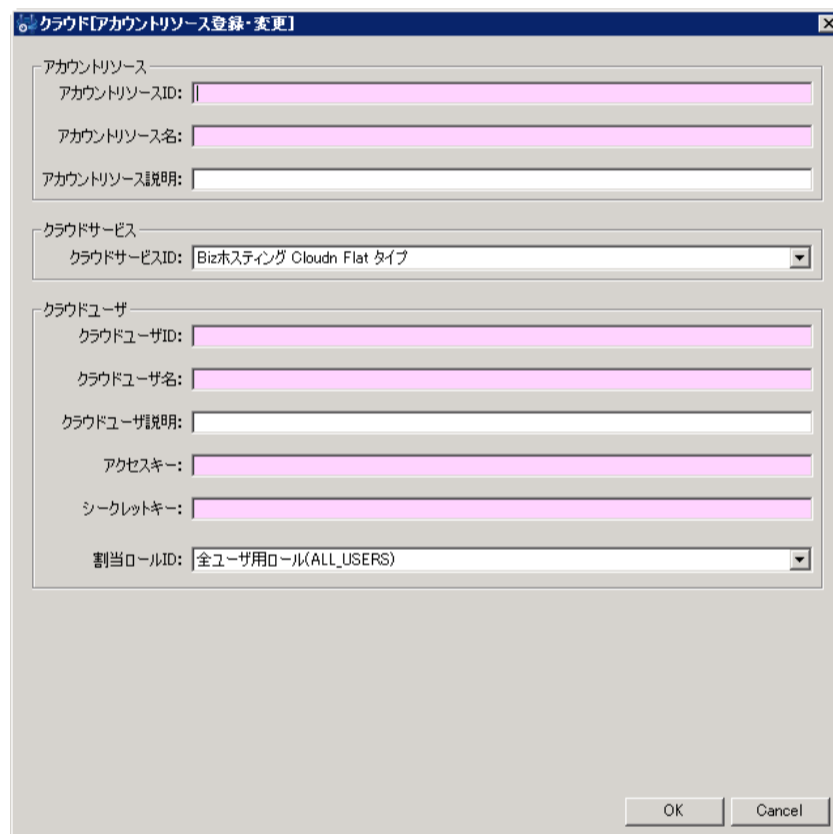 クラウド[アカウントリソース登録・変更]
アカウントリソース
アカウントリソースID:
アカウントリソース名:
アカウントリソース説明:
クラウドサービス
クラウドサービスID: Bizホスティング Cloudn Flat タイプ
クラウドユーザ
クラウドユーザID:
クラウドユーザ名:
クラウドユーザ説明:
アクセスキー:
シークレットキー:
割当ロールID: 全ユーザ用ロール(ALL_USERS)
OK Cancel